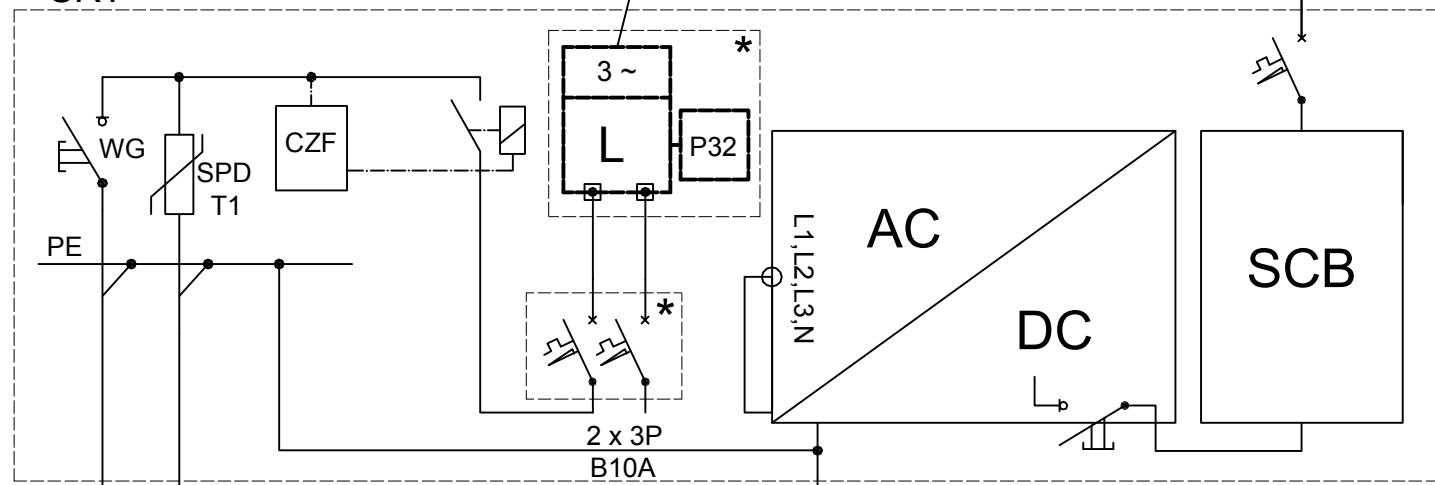 3 ~
*
WG
CZF
L
P32
SPD
T1
AC
L1,L2,L3,N
SCB
PE
*
DC
2 x 3P
B10A